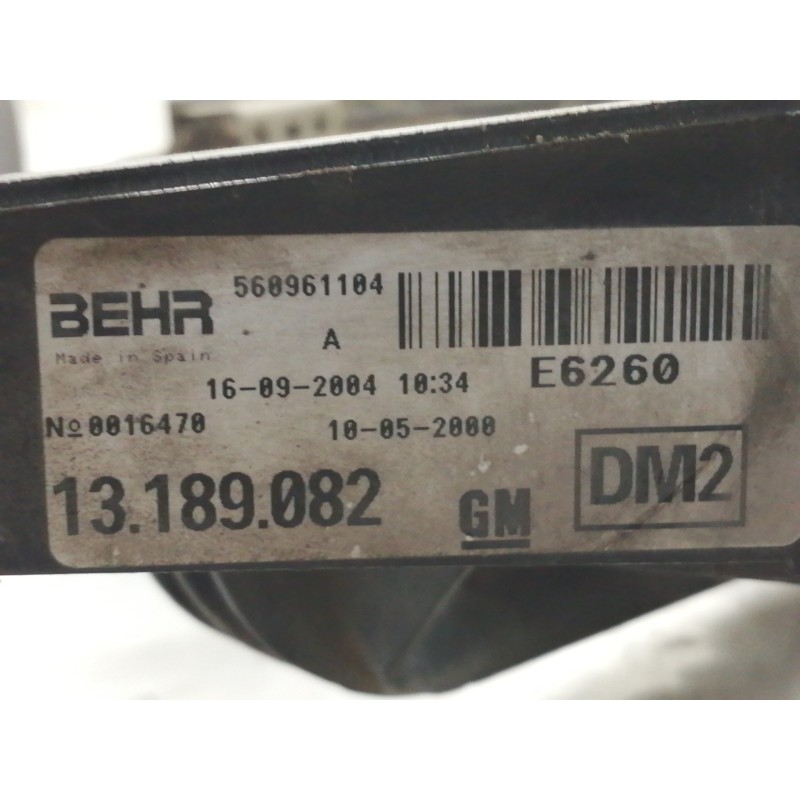 BEHR 560961104
Made in Spain A
16-09-2004 10:34 E6260
Nº0016470 10-05-2000
13.189.082 GM DM2